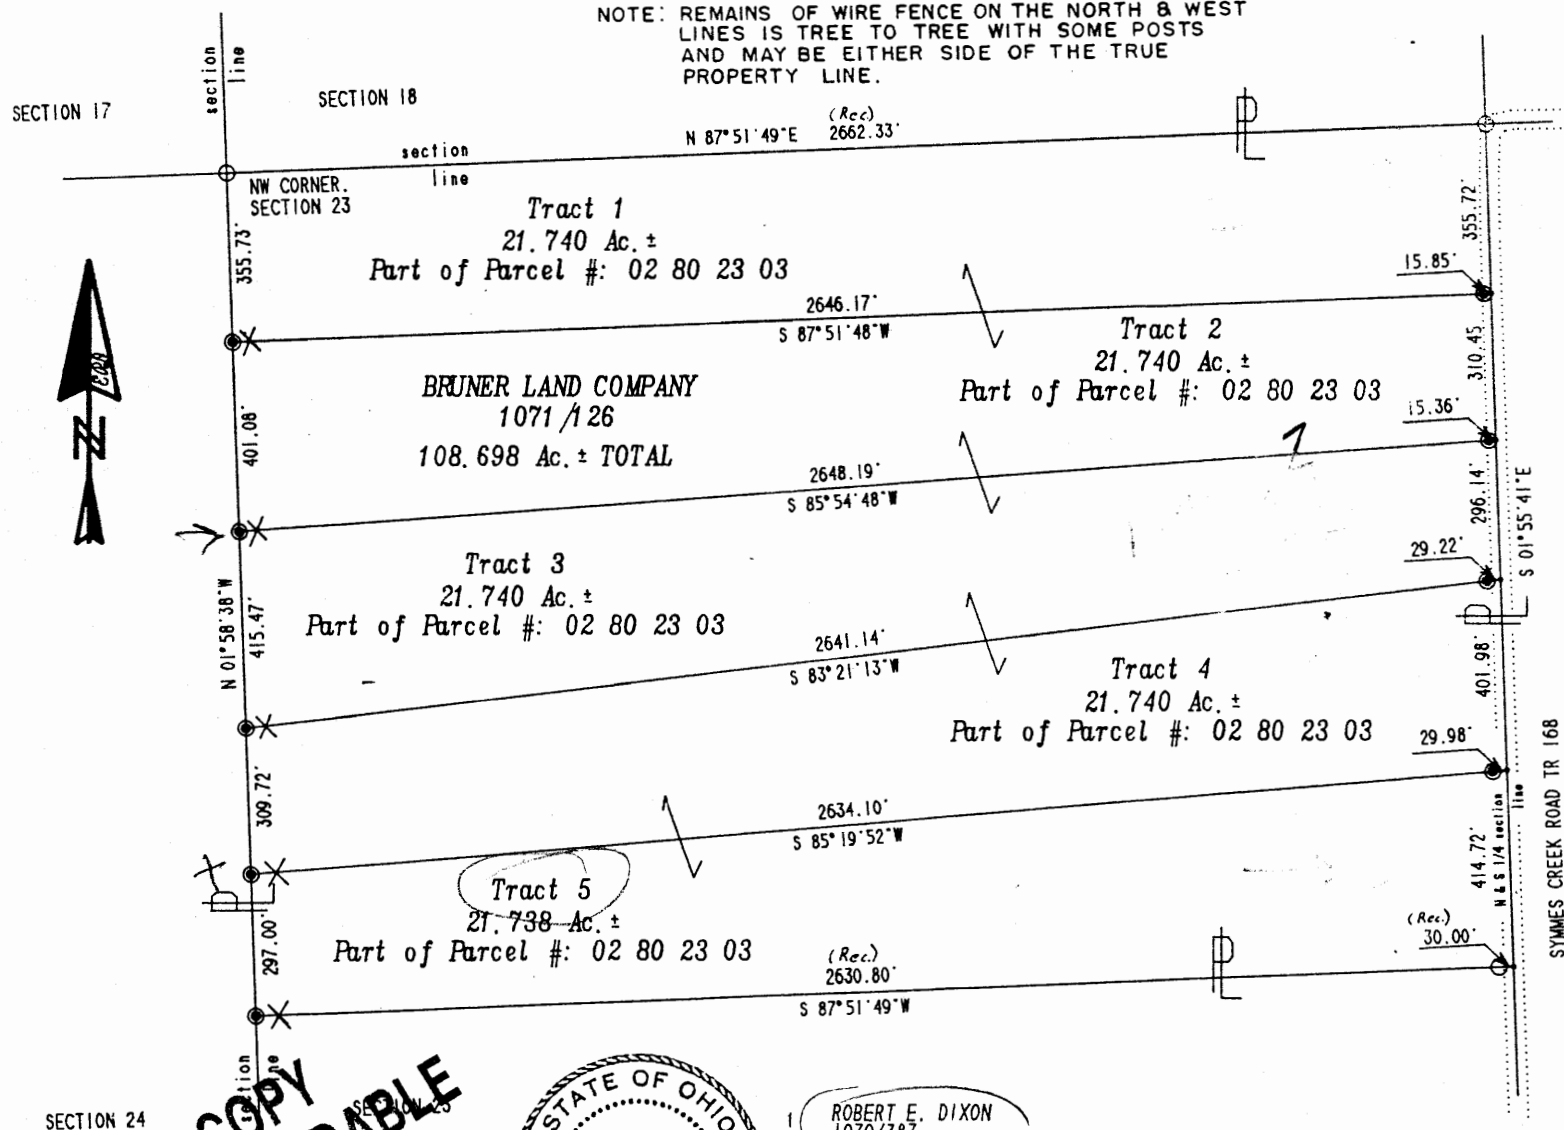 NOTE: REMAINS OF WIRE FENCE ON THE NORTH & WEST
LINES IS TREE TO TREE WITH SOME POSTS
AND MAY BE EITHER SIDE OF THE TRUE
PROPERTY LINE.
section
line
SECTION 17
SECTION 18
(Rec)
N 87°51'49"E 2662.33'
PL
section
line
NW CORNER.
SECTION 23
355.73'
Tract 1
21.740 Ac.±
Part of Parcel #: 02 80 23 03
355.72'
15.85'
2646.17'
S 87°51'48"W
Tract 2
21.740 Ac.±
Part of Parcel #: 02 80 23 03
310.45
BRUNER LAND COMPANY
1071/126
108.698 Ac.± TOTAL
N
401.08'
15.36'
2648.19'
S 85°54'48"W
296.14'
S 01°55'41"E
Tract 3
21.740 Ac.±
Part of Parcel #: 02 80 23 03
29.22'
N 01°58'38"W
415.47'
PL
2641.14'
S 83°21'13"W
Tract 4
21.740 Ac.±
Part of Parcel #: 02 80 23 03
401.98'
29.98'
309.72'
2634.10'
S 85°19'52"W
SYMMES CREEK ROAD TR 168
N & S 1/4 section
line
414.72'
PL
Tract 5
21.738 Ac.±
Part of Parcel #: 02 80 23 03
297.00'
(Rec.)
2630.80'
S 87°51'49"W
PL
(Rec.)
30.00'
section
line
COPY
SECTION 24
STATE OF OHIO
ROBERT E. DIXON
1070/787